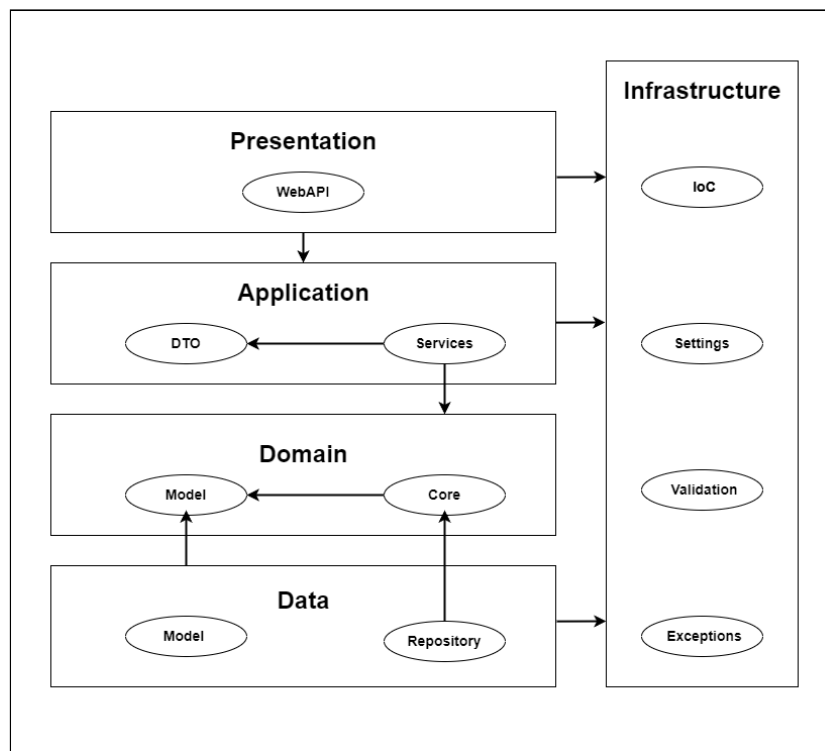 Presentation
WebAPI
Application
DTO
Services
Domain
Model
Core
Data
Model
Repository
Infrastructure
IoC
Settings
Validation
Exceptions